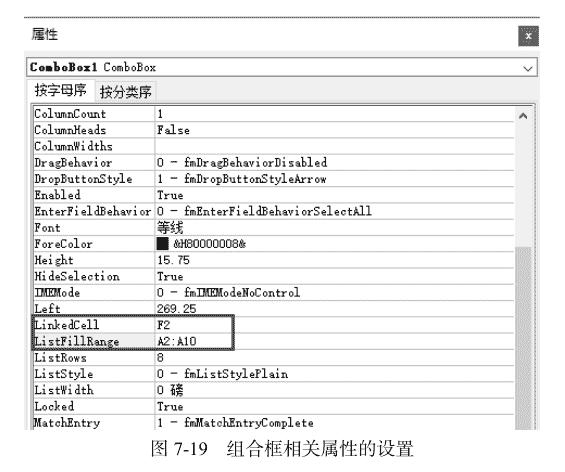 属性
x
ComboBox1 ComboBox
按字母序 按分类序
ColumnCount 1
ColumnHeads False
ColumnWidths
DragBehavior 0 - fmDragBehaviorDisabled
DropButtonStyle 1 - fmDropButtonStyleArrow
Enabled True
EnterFieldBehavior 0 - fmEnterFieldBehaviorSelectAll
Font 等线
ForeColor &H80000008&
Height 15.75
HideSelection True
IMEMode 0 - fmIMEModeNoControl
Left 269.25
LinkedCell F2
ListFillRange A2:A10
ListRows 8
ListStyle 0 - fmListStylePlain
ListWidth 0 磅
Locked True
MatchEntry 1 - fmMatchEntryComplete
图 7-19 组合框相关属性的设置